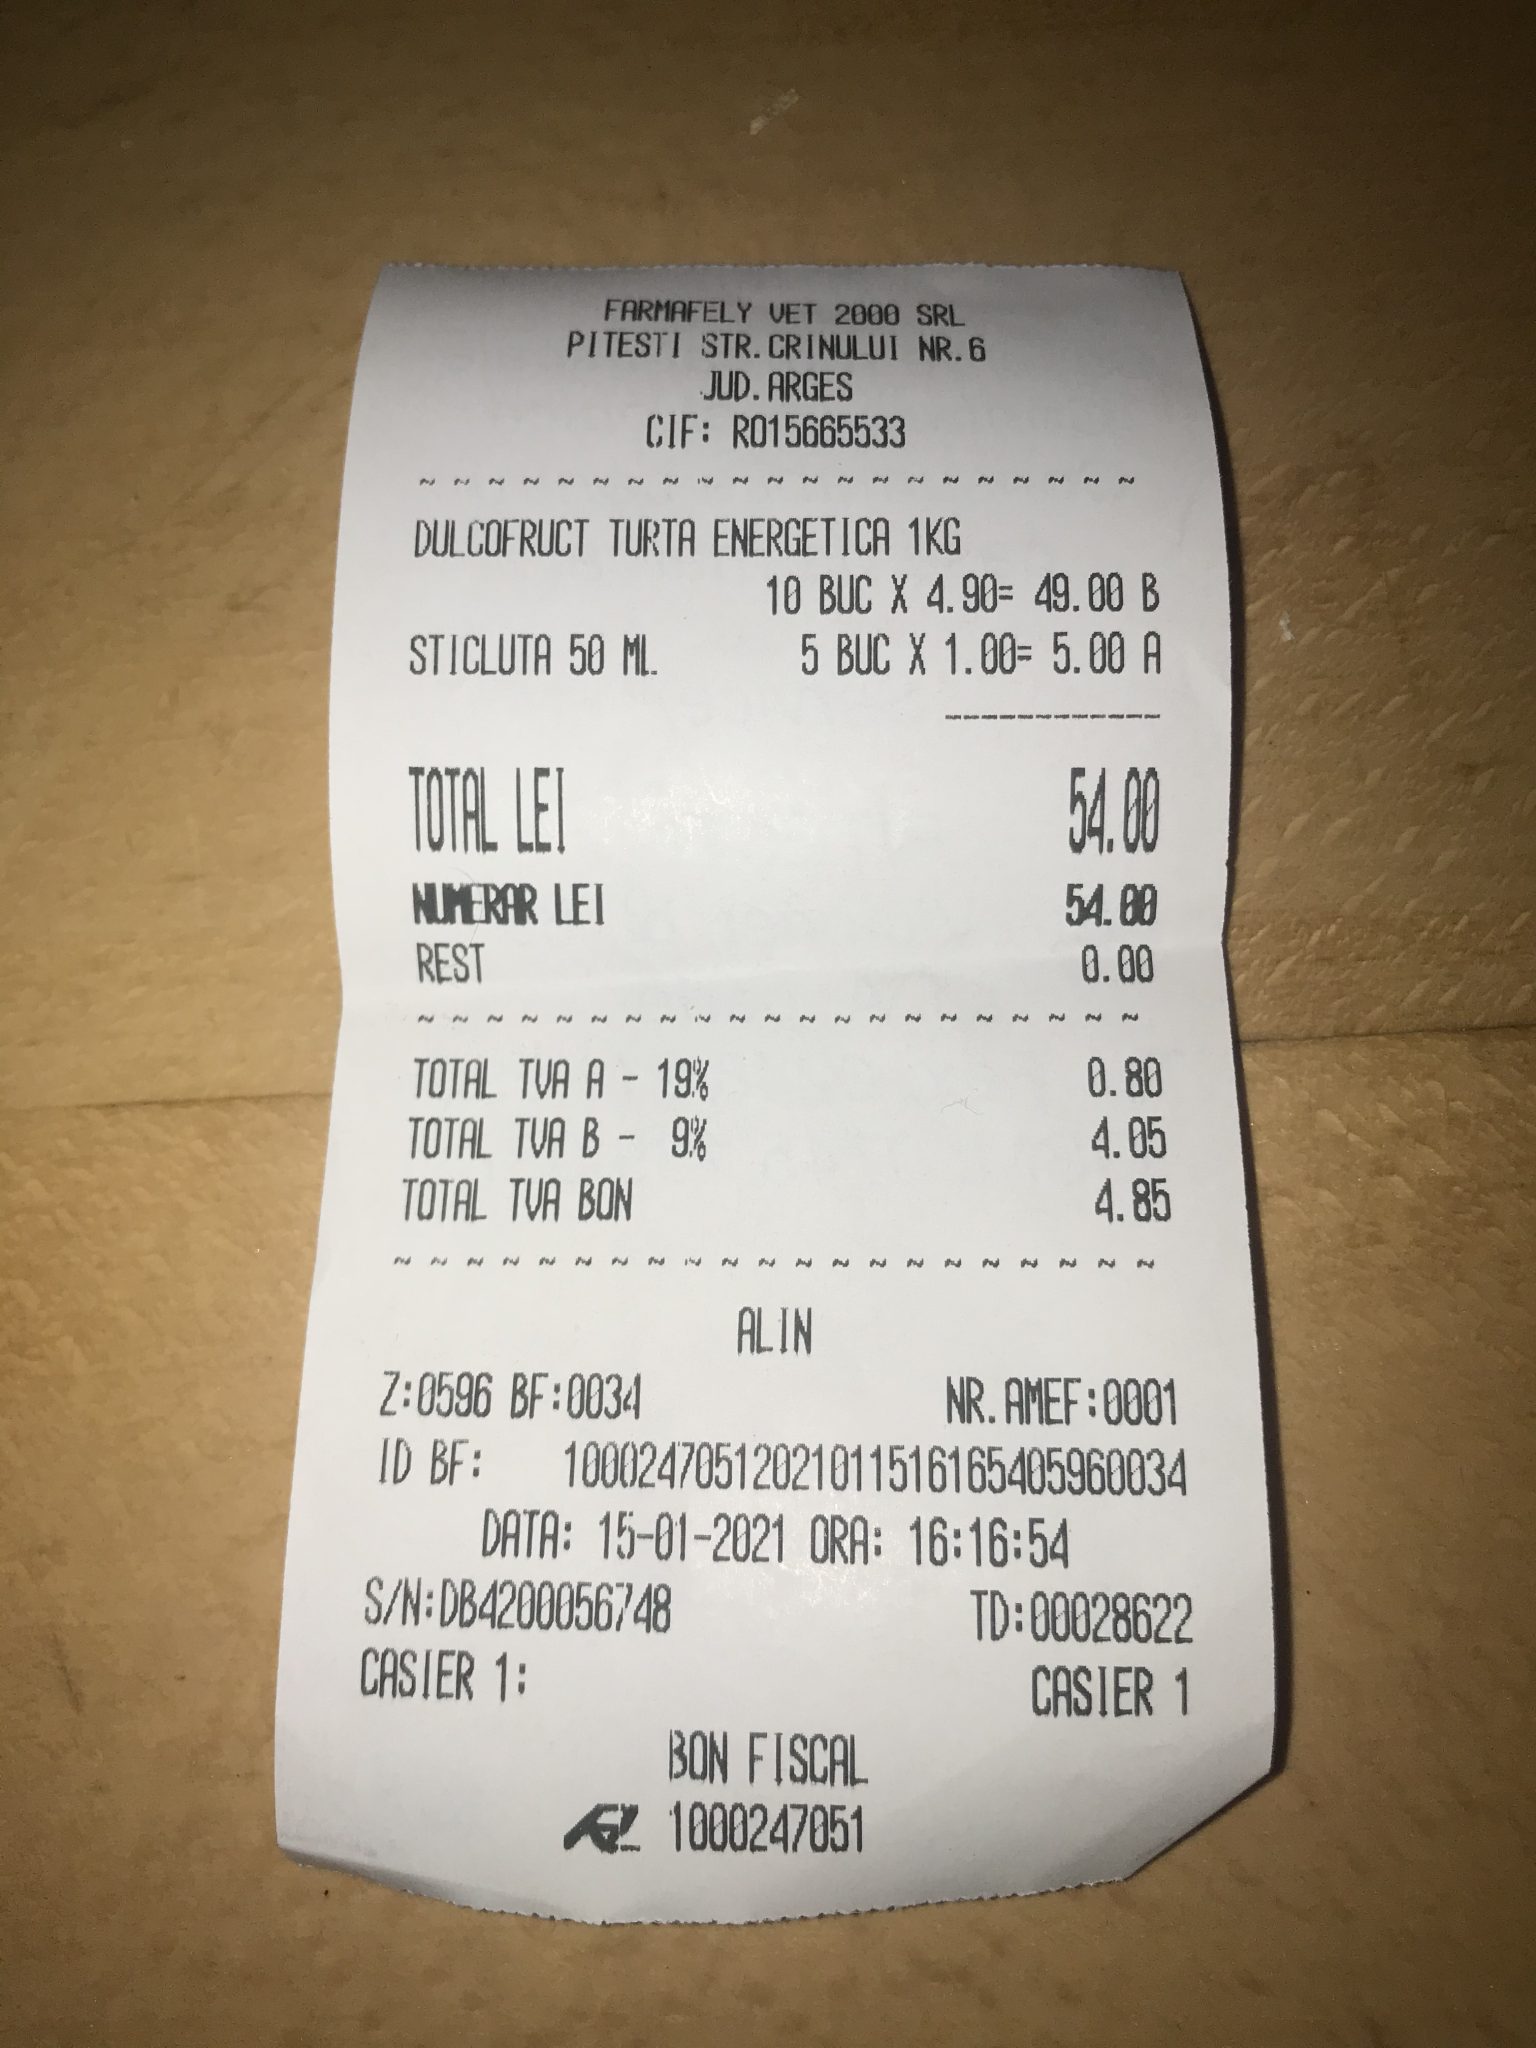 FARMAFELY VET 2000 SRL
PITESTI STR.CRINULUI NR.6
JUD.ARGES
CIF: RO15665533
~ ~ ~ ~ ~ ~ ~ ~ ~ ~ ~ ~ ~ ~ ~ ~ ~ ~ ~ ~ ~
DULCOFRUCT TURTA ENERGETICA 1KG
10 BUC X 4.90= 49.00 B
STICLUTA 50 ML 5 BUC X 1.00= 5.00 A
------------
TOTAL LEI 54.00
NUMERAR LEI 54.00
REST 0.00
~ ~ ~ ~ ~ ~ ~ ~ ~ ~ ~ ~ ~ ~ ~ ~ ~ ~ ~ ~ ~
TOTAL TVA A - 19% 0.80
TOTAL TVA B - 9% 4.05
TOTAL TVA BON 4.85
~ ~ ~ ~ ~ ~ ~ ~ ~ ~ ~ ~ ~ ~ ~ ~ ~ ~ ~ ~ ~
ALIN
Z:0596 BF:0034 NR.AMEF:0001
ID BF: 10002470512021011516165405960034
DATA: 15-01-2021 ORA: 16:16:54
S/N:DB4200056748 TD:00028622
CASIER 1: CASIER 1
BON FISCAL
1000247051